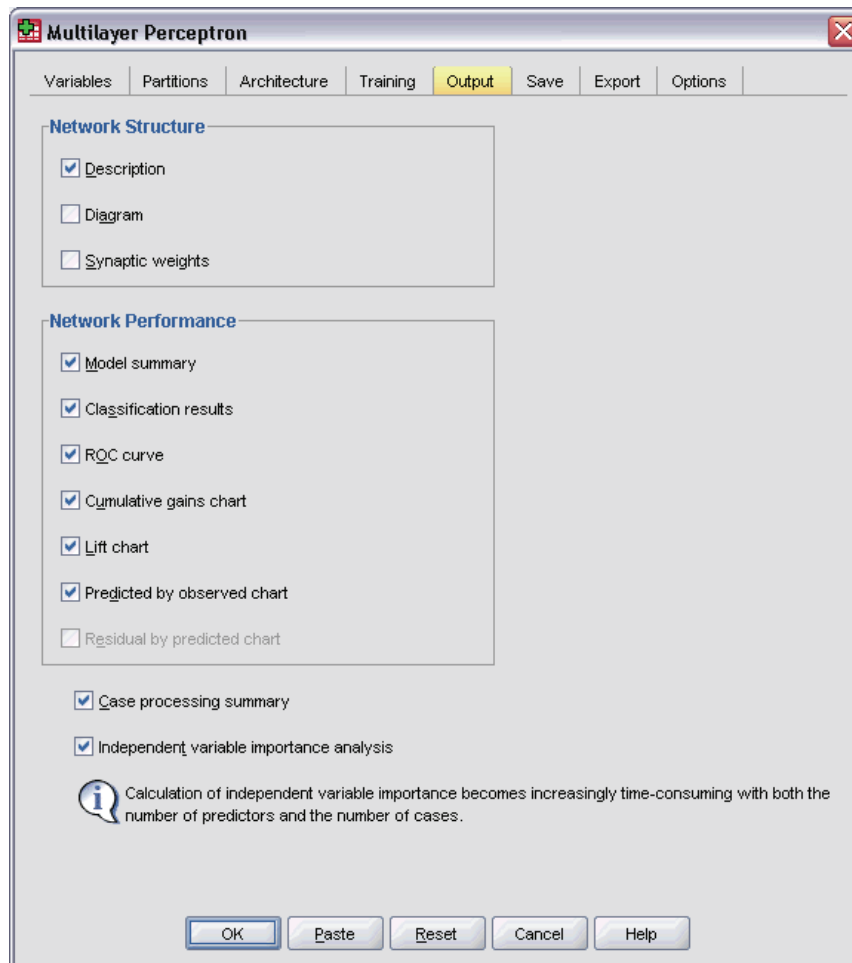 Multilayer Perceptron
Variables Partitions Architecture Training Output Save Export Options
Network Structure
Description
Diagram
Synaptic weights
Network Performance
Model summary
Classification results
ROC curve
Cumulative gains chart
Lift chart
Predicted by observed chart
Residual by predicted chart
Case processing summary
Independent variable importance analysis
Calculation of independent variable importance becomes increasingly time-consuming with both the
number of predictors and the number of cases.
OK Paste Reset Cancel Help